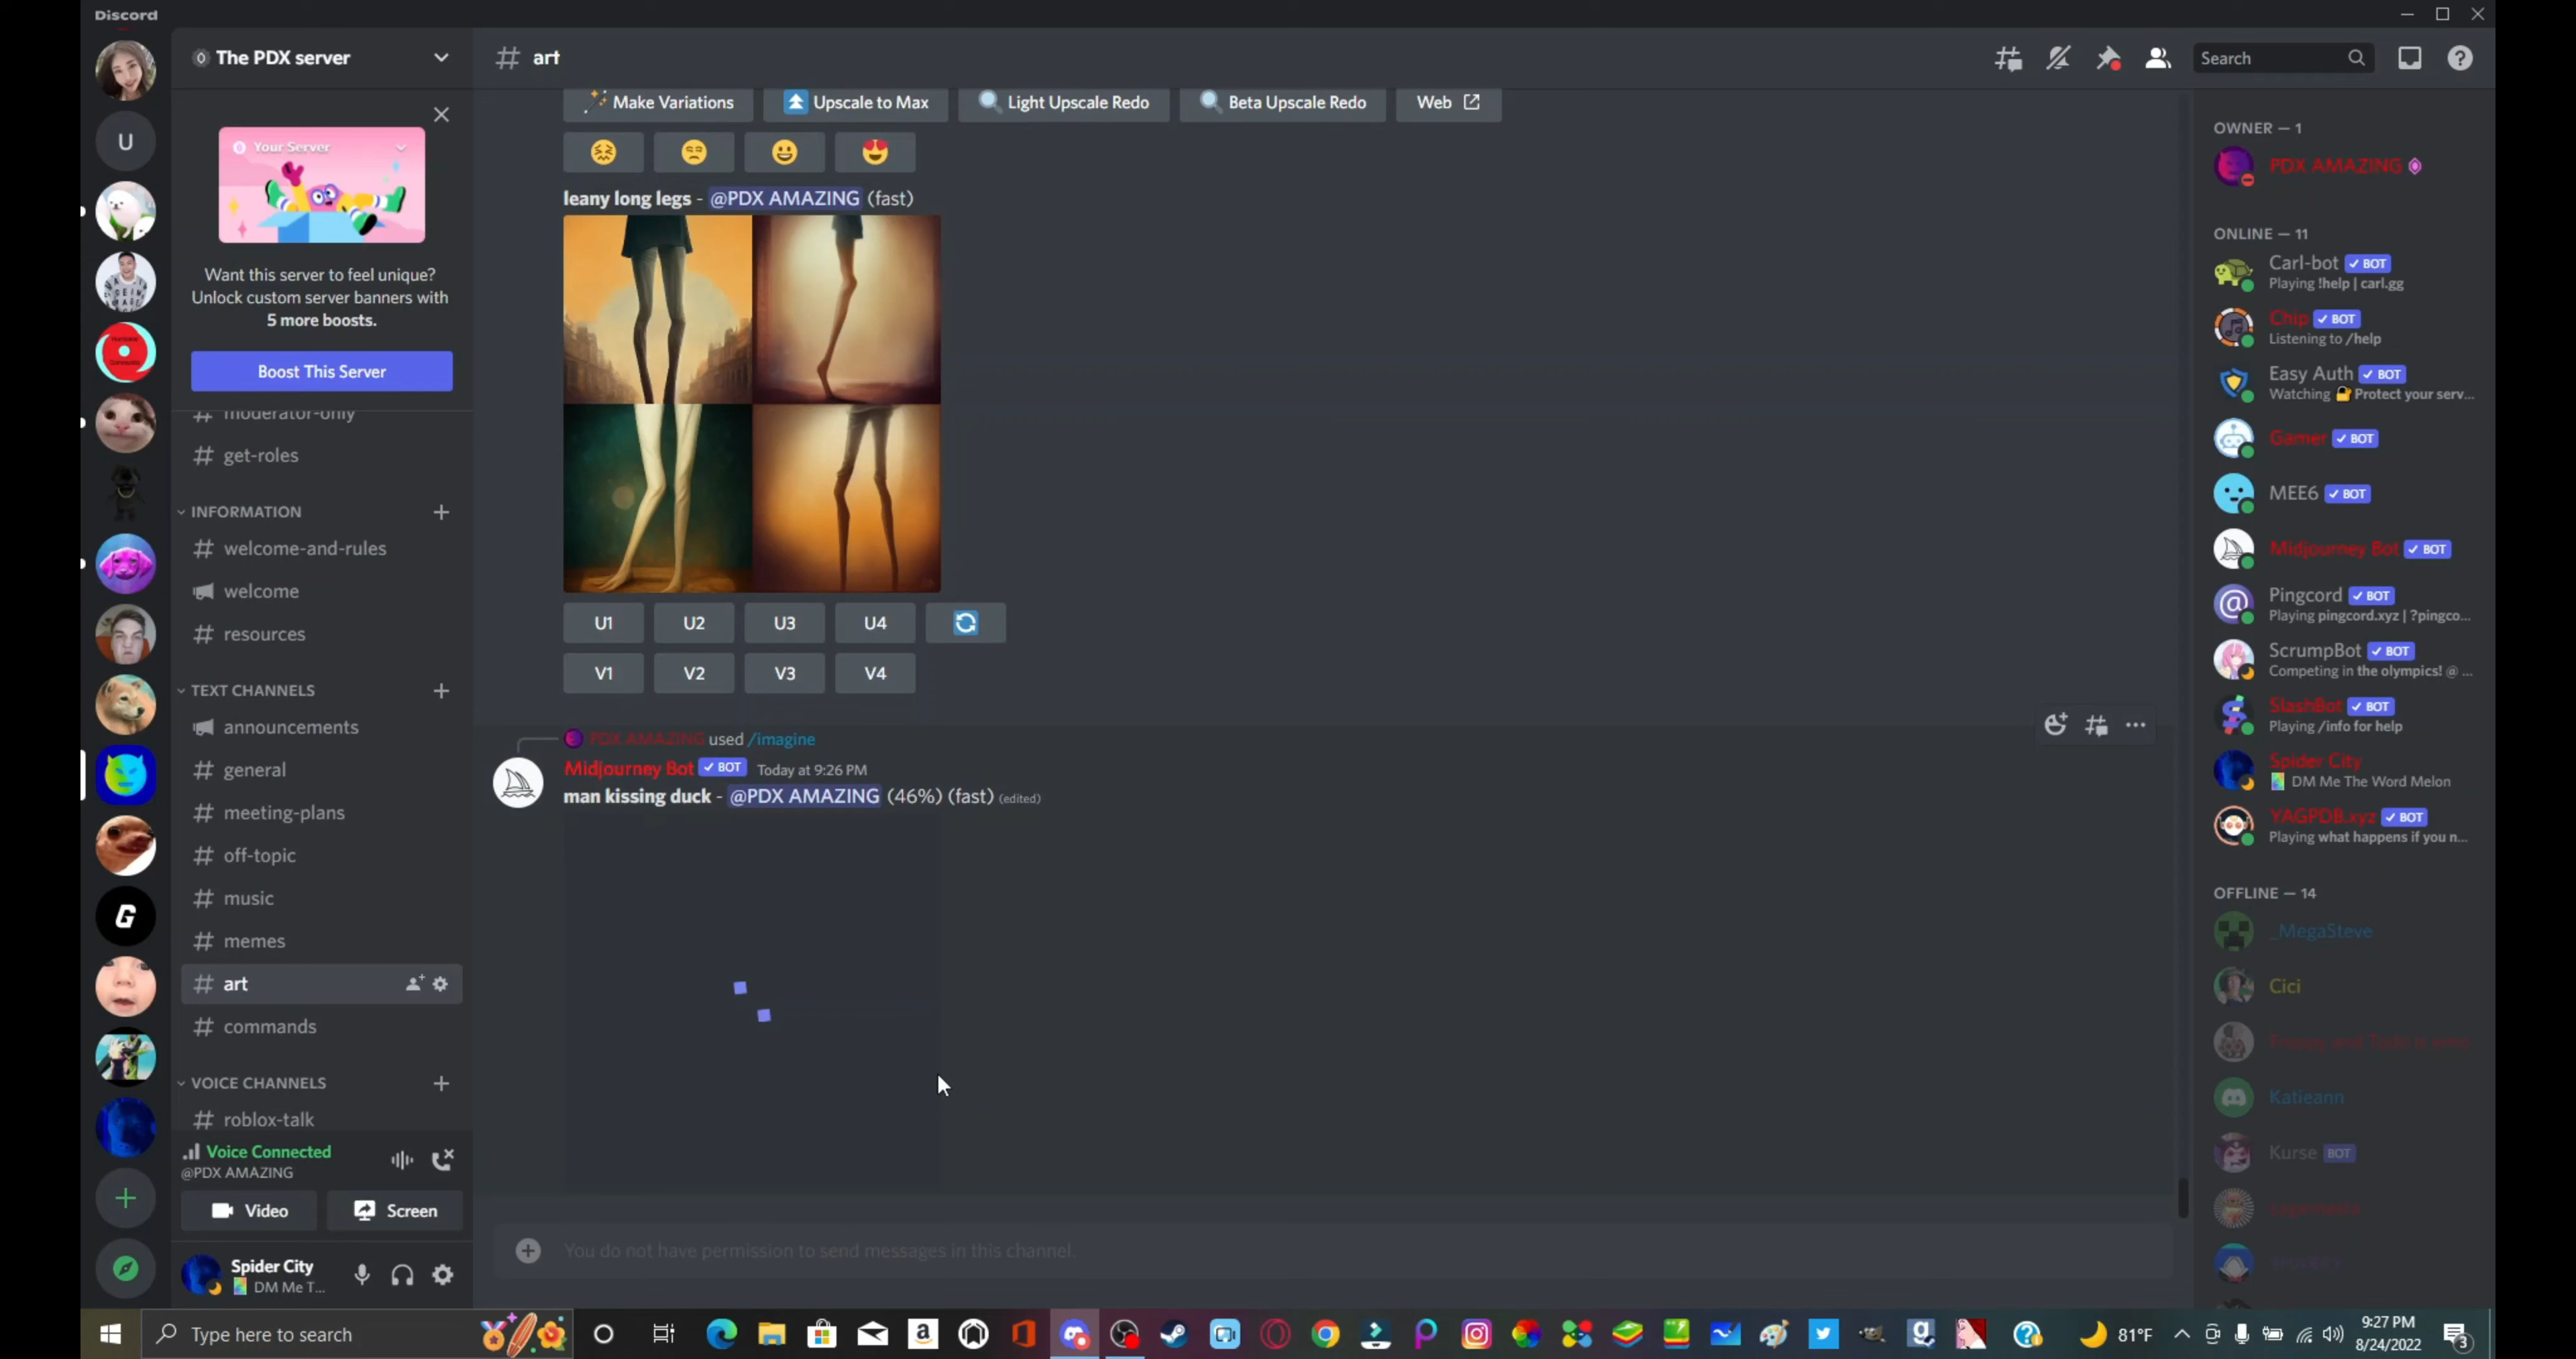 Discord
The PDX server
art
Search
Your Server
Want this server to feel unique?
Unlock custom server banners with
5 more boosts.
Boost This Server
moderator-only
get-roles
INFORMATION
welcome-and-rules
welcome
resources
TEXT CHANNELS
announcements
general
meeting-plans
off-topic
music
memes
art
commands
VOICE CHANNELS
roblox-talk
Voice Connected
@PDX AMAZING
Video Screen
Spider City
DM Me T...
Make Variations Upscale to Max Light Upscale Redo Beta Upscale Redo Web
leany long legs - @PDX AMAZING (fast)
U1 U2 U3 U4
V1 V2 V3 V4
PDX AMAZING used /imagine
Midjourney Bot BOT Today at 9:26 PM
man kissing duck - @PDX AMAZING (46%) (fast) (edited)
You do not have permission to send messages in this channel.
OWNER — 1
PDX AMAZING
ONLINE — 11
Carl-bot BOT
Playing !help | carl.gg
Chip BOT
Listening to /help
Easy Auth BOT
Watching Protect your serv...
Gamer BOT
MEE6 BOT
Midjourney Bot BOT
Pingcord BOT
Playing pingcord.xyz | ?pingco...
ScrumpBot BOT
Competing in the olympics! @ ...
SlashBot BOT
Playing /info for help
Spider City
DM Me The Word Melon
YAGPDB.xyz BOT
Playing what happens if you n...
OFFLINE — 14
_MegaSteve
Cici
Katieann
Kurse BOT
Type here to search
81°F
9:27 PM
8/24/2022
3